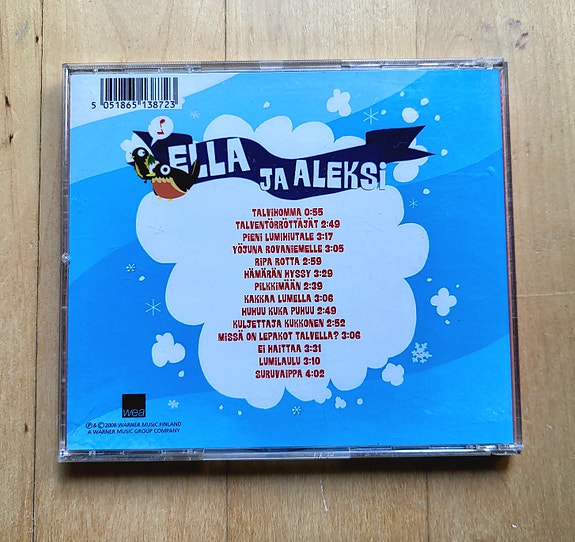 5 051865 138723
ELLA JA ALEKSI
TALVIHOMMA 0:55
TALVENTÖRRÖTTÄJÄT 2:49
PIENI LUMIHIUTALE 3:17
YÖJUNA ROVANIEMELLE 3:05
RIPA ROTTA 2:59
HÄMÄRÄN HYSSY 3:29
PILKKIMÄÄN 2:39
KAKKAA LUMELLA 3:06
HUHUU KUKA PUHUU 2:49
KULJETTAJA KUKKONEN 2:52
MISSÄ ON LEPAKOT TALVELLA? 3:06
EI HAITTAA 3:31
LUMILAULU 3:10
SURUVAIPPA 4:02
wea
℗ & ©2008 WARNER MUSIC FINLAND
A WARNER MUSIC GROUP COMPANY